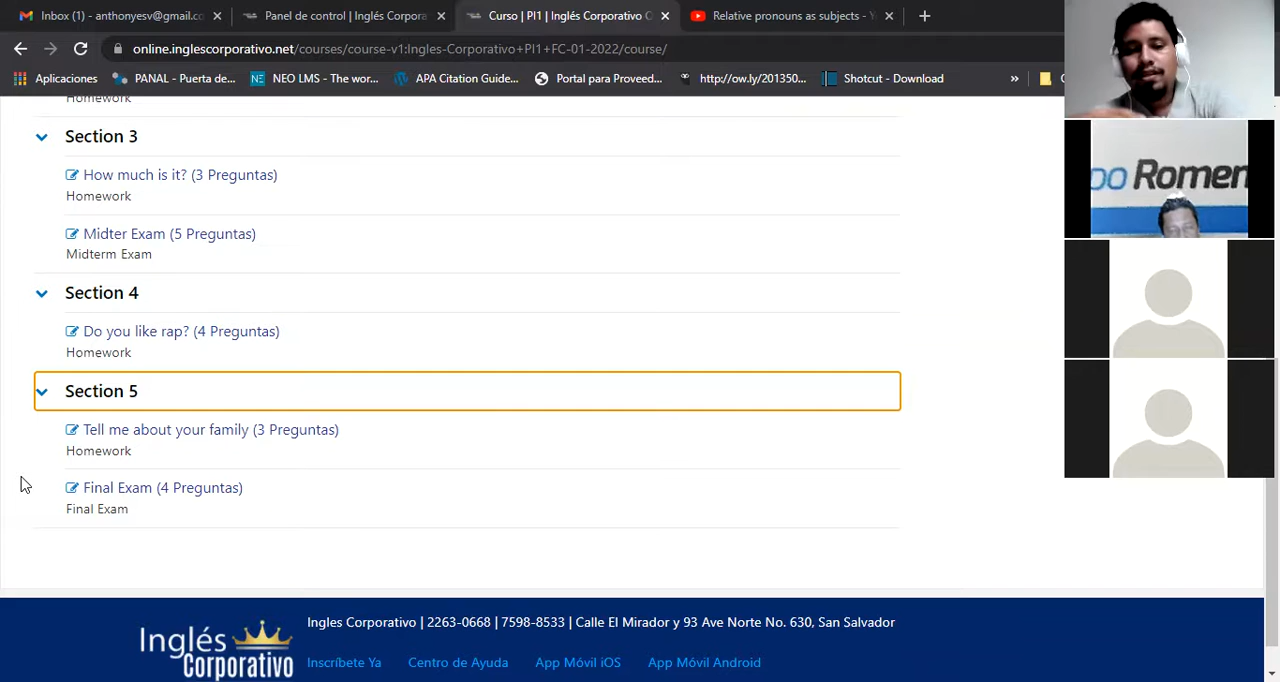 Inbox (1) - anthonyesv@gmail.co
Panel de control | Inglés Corpora
Curso | PI1 | Inglés Corporativo C
Relative pronouns as subjects - Y
online.inglescorporativo.net/courses/course-v1:Ingles-Corporativo+PI1+FC-01-2022/course/
Aplicaciones
PANAL - Puerta de...
NEO LMS - The wor...
APA Citation Guide...
Portal para Proveed...
http://ow.ly/201350...
Shotcut - Download
»
Homework
Section 3
How much is it? (3 Preguntas)
Homework
Midter Exam (5 Preguntas)
Midterm Exam
Section 4
Do you like rap? (4 Preguntas)
Homework
Section 5
Tell me about your family (3 Preguntas)
Homework
Final Exam (4 Preguntas)
Final Exam
Inglés
Corporativo
Ingles Corporativo | 2263-0668 | 7598-8533 | Calle El Mirador y 93 Ave Norte No. 630, San Salvador
Inscríbete Ya
Centro de Ayuda
App Móvil iOS
App Móvil Android
po Romen